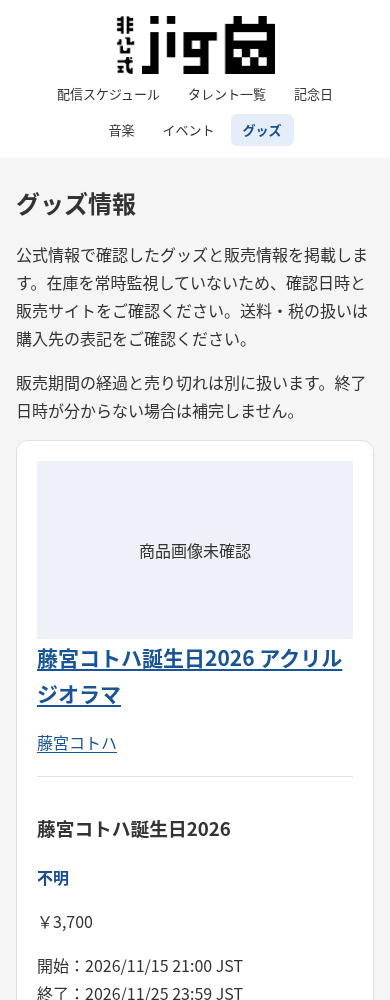 非公式 jig
配信スケジュール タレント一覧 記念日
音楽 イベント グッズ
グッズ情報
公式情報で確認したグッズと販売情報を掲載しま
す。在庫を常時監視していないため、確認日時と
販売サイトをご確認ください。送料・税の扱いは
購入先の表記をご確認ください。
販売期間の経過と売り切れは別に扱います。終了
日時が分からない場合は補完しません。
商品画像未確認
藤宮コトハ誕生日2026 アクリル
ジオラマ
藤宮コトハ
藤宮コトハ誕生日2026
不明
￥3,700
開始：2026/11/15 21:00 JST
終了：2026/11/25 23:59 JST